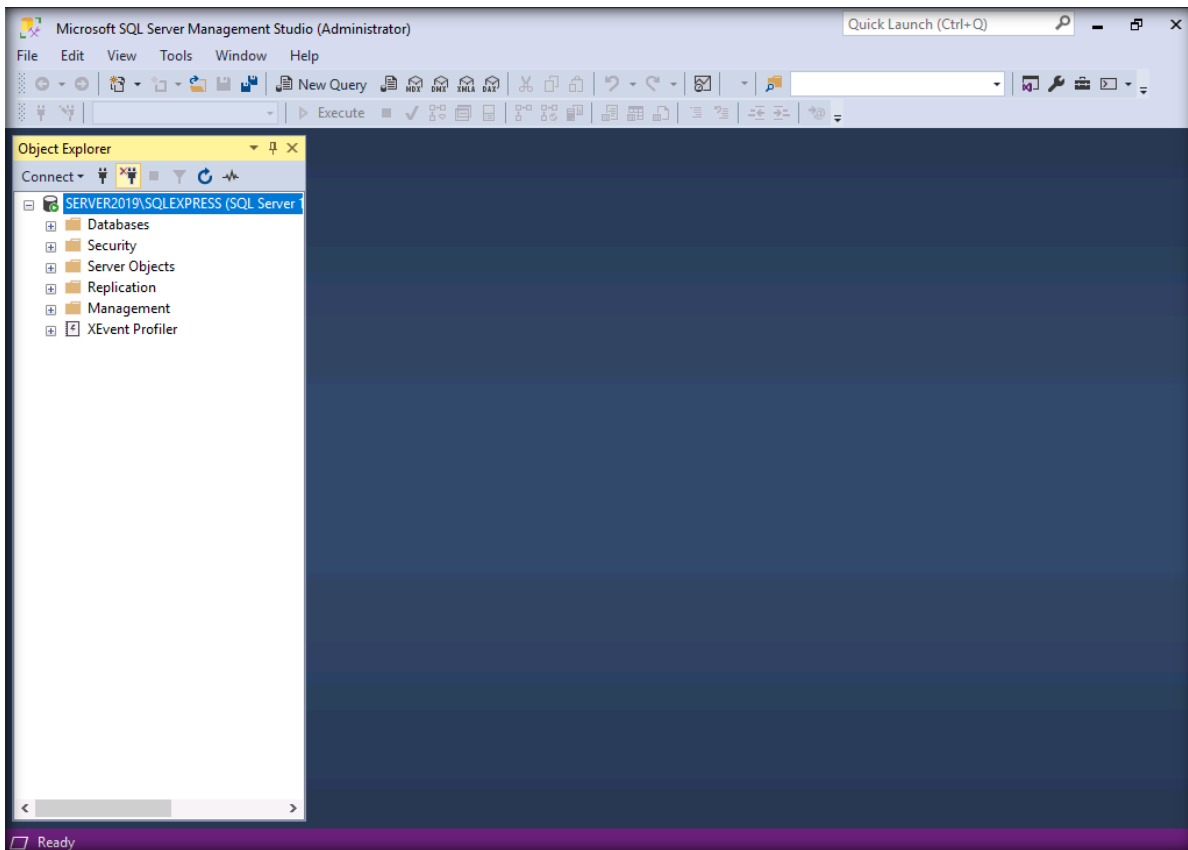 Microsoft SQL Server Management Studio (Administrator)
Quick Launch (Ctrl+Q)
File Edit View Tools Window Help
New Query MDX DMX XMLA DAX
Execute
Object Explorer
Connect
SERVER2019\SQLEXPRESS (SQL Server 1
Databases
Security
Server Objects
Replication
Management
XEvent Profiler
Ready